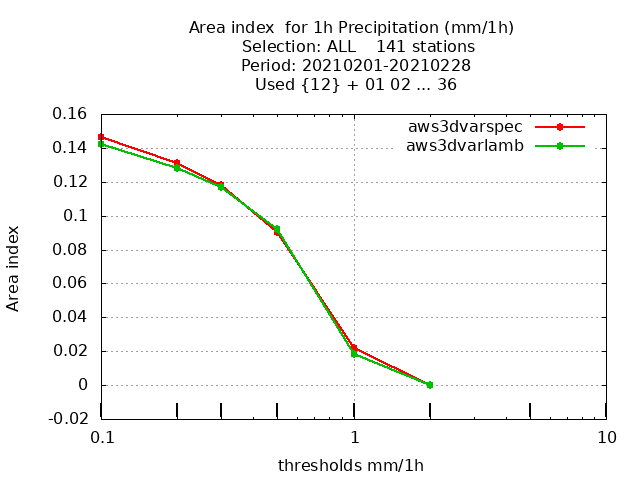 Area index  for 1h Precipitation (mm/1h)
Selection: ALL    141 stations
Period: 20210201-20210228
Used {12} + 01 02 ... 36
aws3dvarspec
aws3dvarlamb
0.16
0.14
0.12
0.1
0.08
0.06
0.04
0.02
0
-0.02
Area index
0.1
1
10
thresholds mm/1h